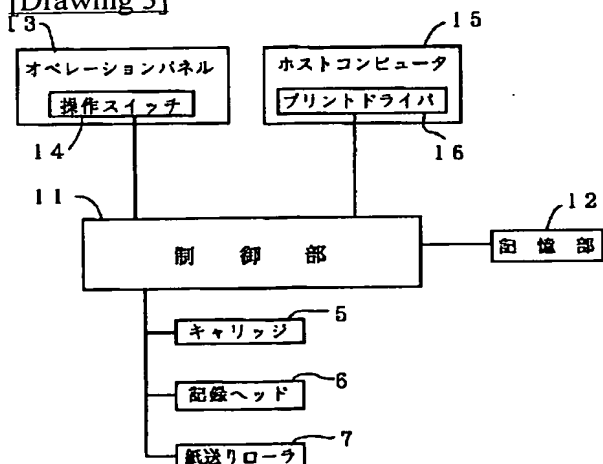 [Drawing 3]
3
15
オペレーションパネル
ホストコンピュータ
操作スイッチ
プリントドライバ
14
16
11
12
制御部
記憶部
キャリッジ
5
記録ヘッド
6
紙送りローラ
7